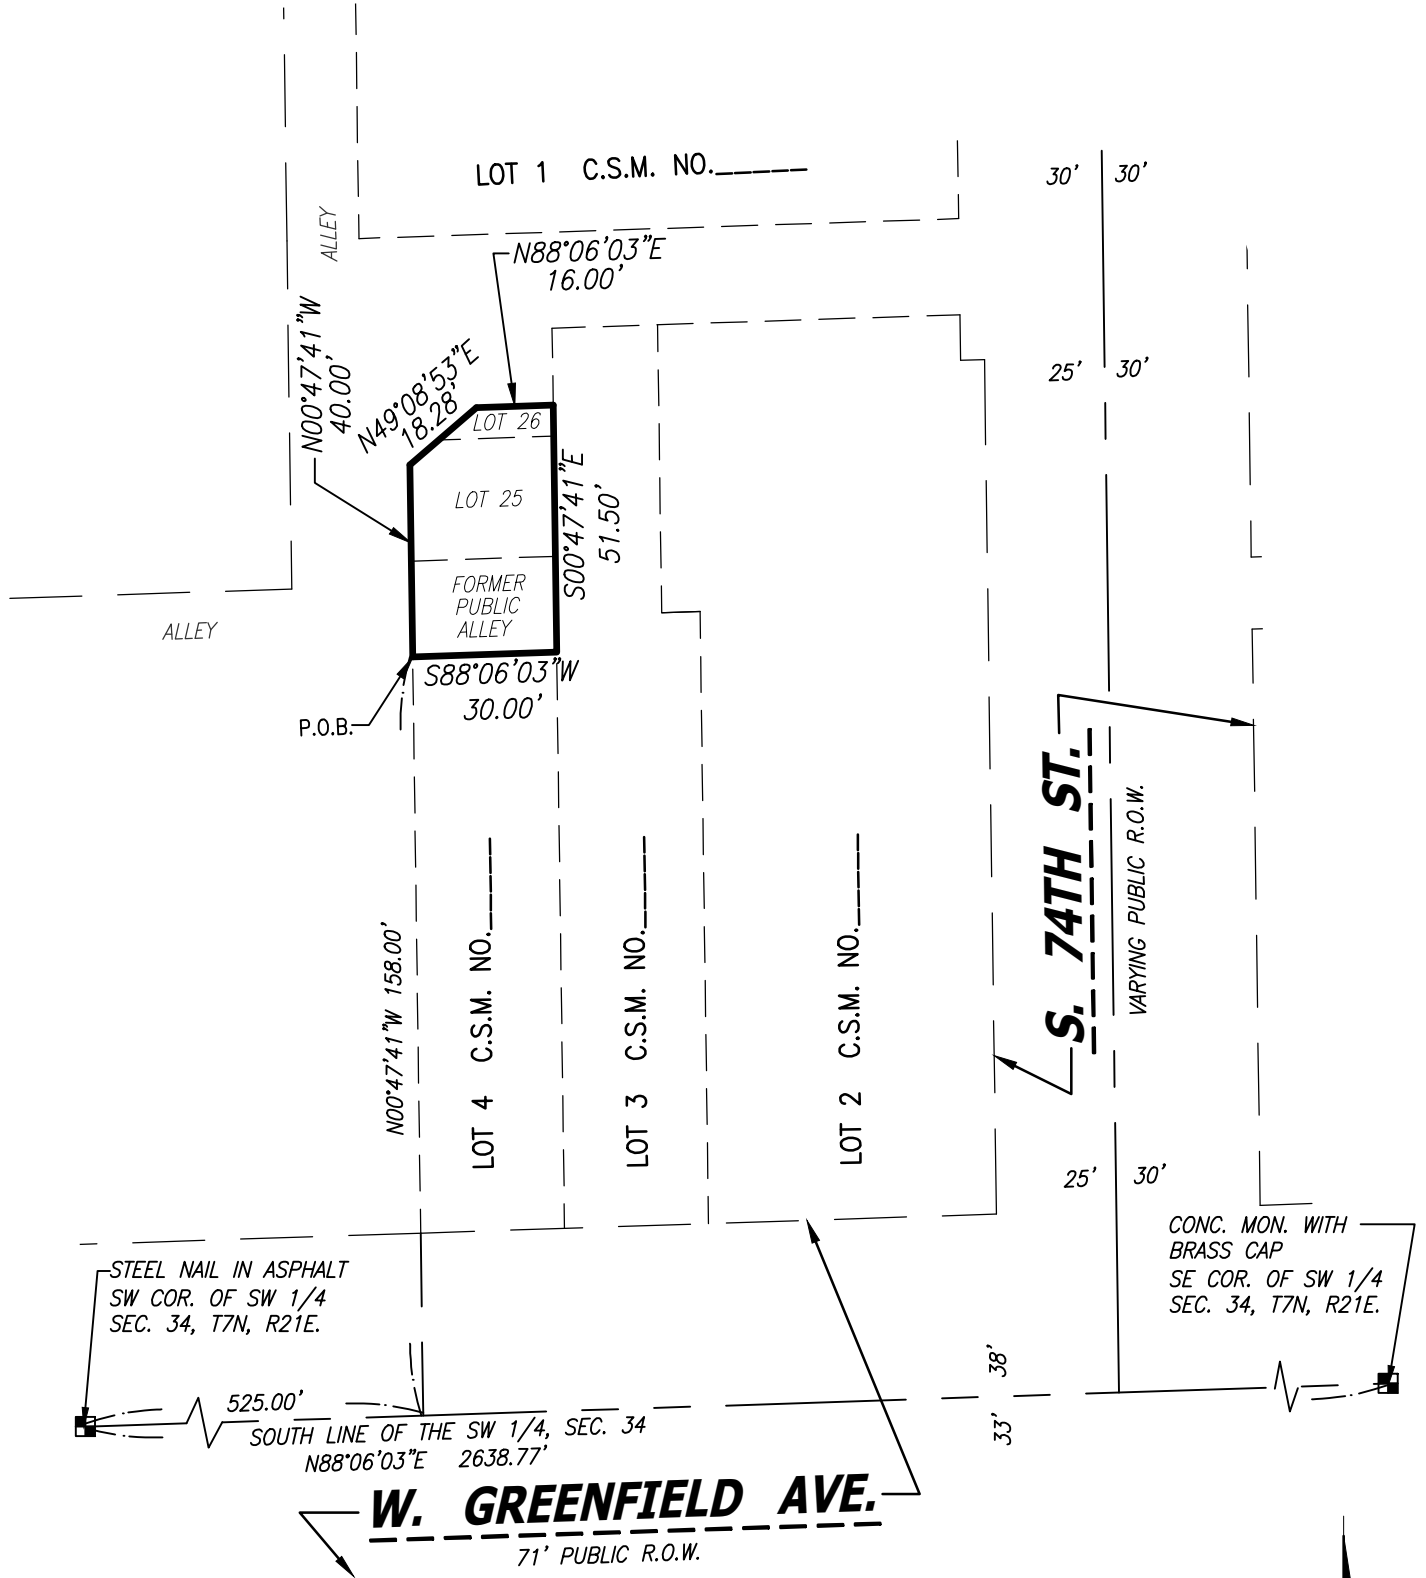 LOT 1 C.S.M. NO._____
30' 30'
ALLEY
N88°06'03"E
16.00'
N00°47'41"W
40.00'
N49°08'53"E
18.28'
25' 30'
LOT 26
LOT 25
S00°47'41"E
51.50'
FORMER
PUBLIC
ALLEY
ALLEY
S88°06'03"W
30.00'
P.O.B.
S. 74TH ST.
VARYING PUBLIC R.O.W.
N00°47'41"W 158.00'
LOT 4 C.S.M. NO._____
LOT 3 C.S.M. NO._____
LOT 2 C.S.M. NO._____
25' 30'
CONC. MON. WITH
BRASS CAP
SE COR. OF SW 1/4
SEC. 34, T7N, R21E.
STEEL NAIL IN ASPHALT
SW COR. OF SW 1/4
SEC. 34, T7N, R21E.
38'
33'
525.00'
SOUTH LINE OF THE SW 1/4, SEC. 34
N88°06'03"E 2638.77'
W. GREENFIELD AVE.
71' PUBLIC R.O.W.